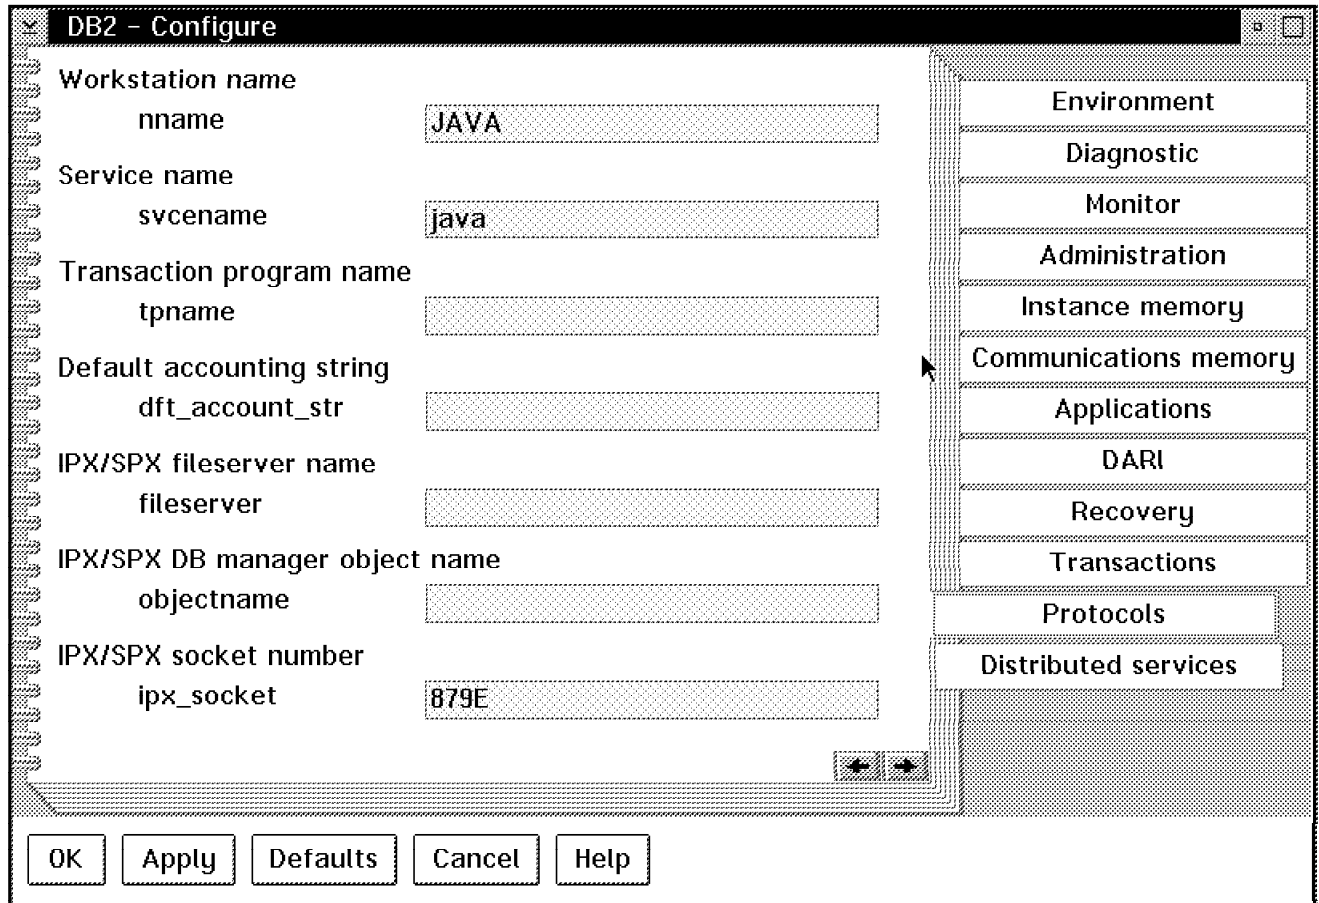 DB2 - Configure
Workstation name
nname JAVA
Service name
svcename java
Transaction program name
tpname
Default accounting string
dft_account_str
IPX/SPX fileserver name
fileserver
IPX/SPX DB manager object name
objectname
IPX/SPX socket number
ipx_socket 879E
Environment
Diagnostic
Monitor
Administration
Instance memory
Communications memory
Applications
DARI
Recovery
Transactions
Protocols
Distributed services
OK Apply Defaults Cancel Help